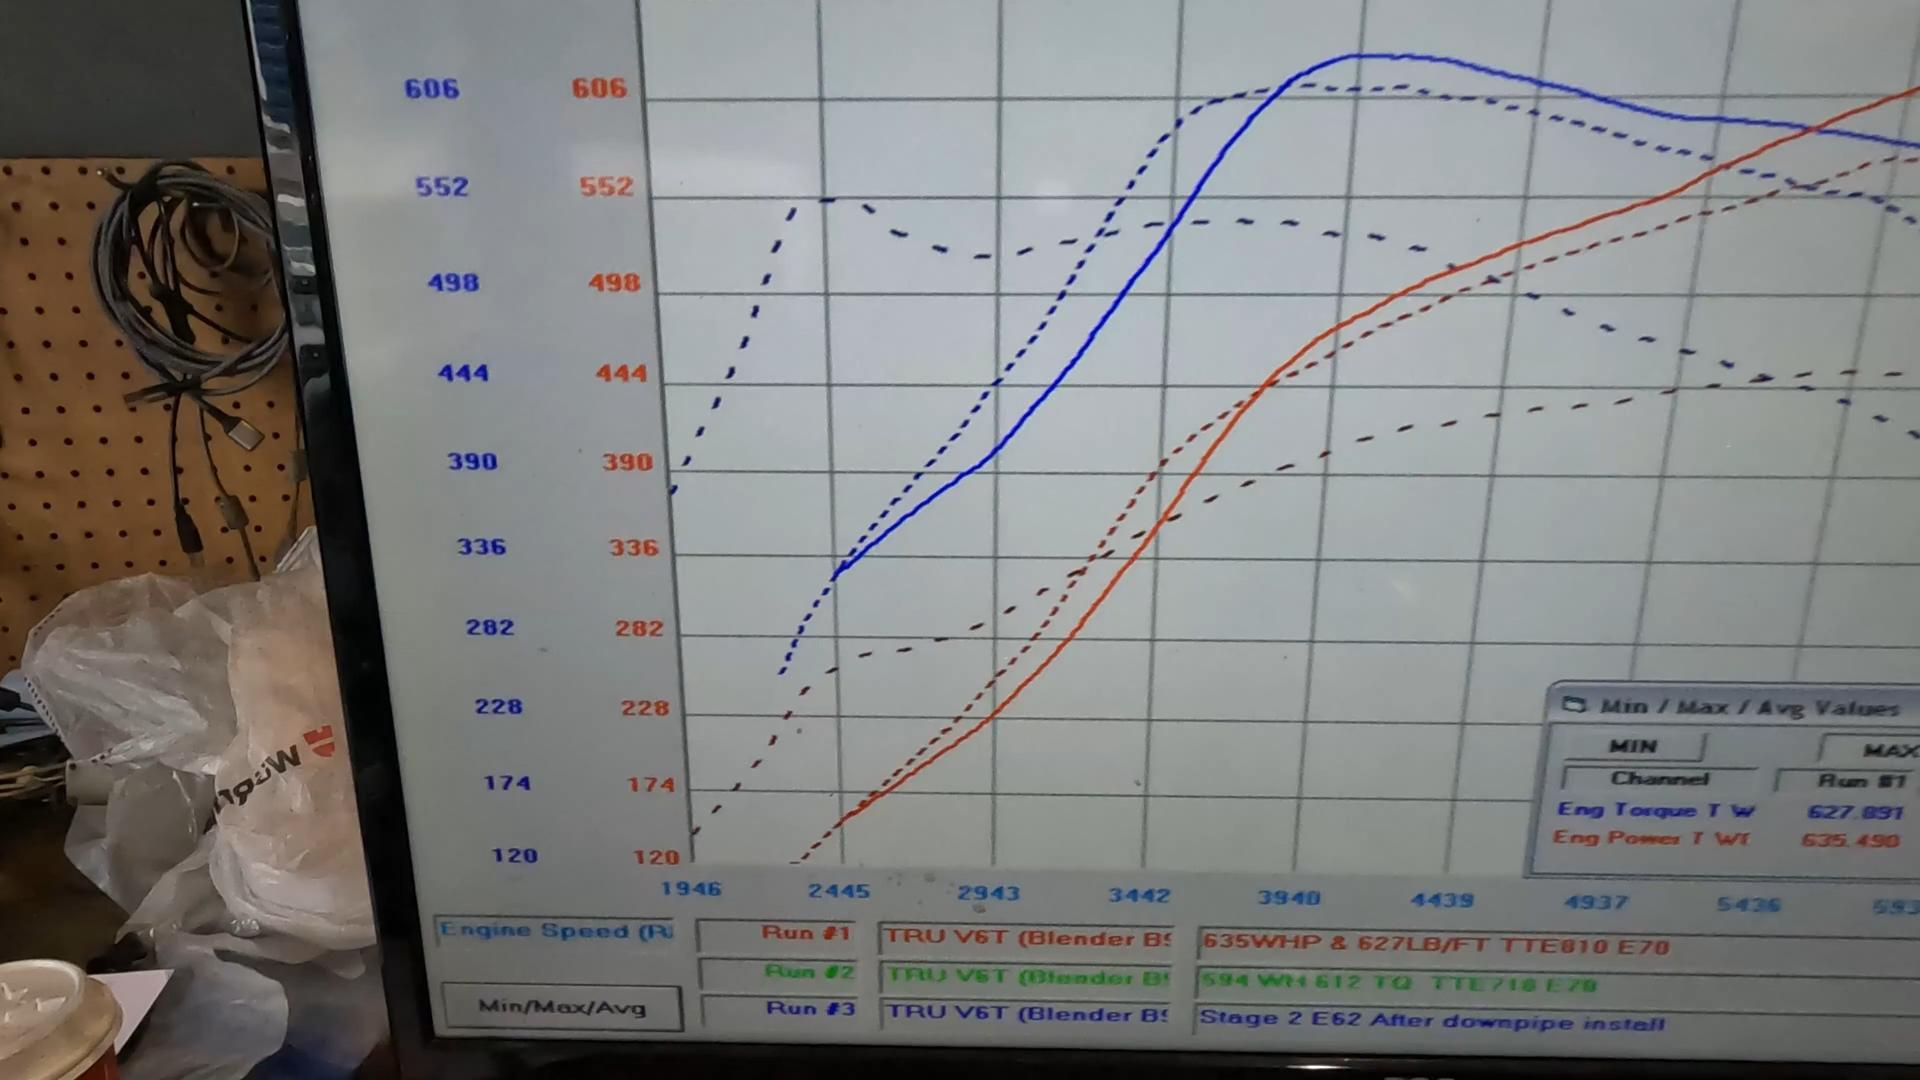 606 606
552 552
498 498
444 444
390 390
336 336
282 282
228 228
174 174
120 120
1946 2445 2943 3442 3940 4439 4937 5436 593
Min / Max / Avg Values
MIN MAX
Channel Run #1
Eng Torque T W 627.891
Eng Power T WT 635.490
Engine Speed (R
Run #1 TRU V6T (Blender B 635WHP & 627LB/FT TTE810 E70
Run #2 TRU V6T (Blender B 594 WH 612 TQ TTE710 E70
Min/Max/Avg
Run #3 TRU V6T (Blender B Stage 2 E62 After downpipe install